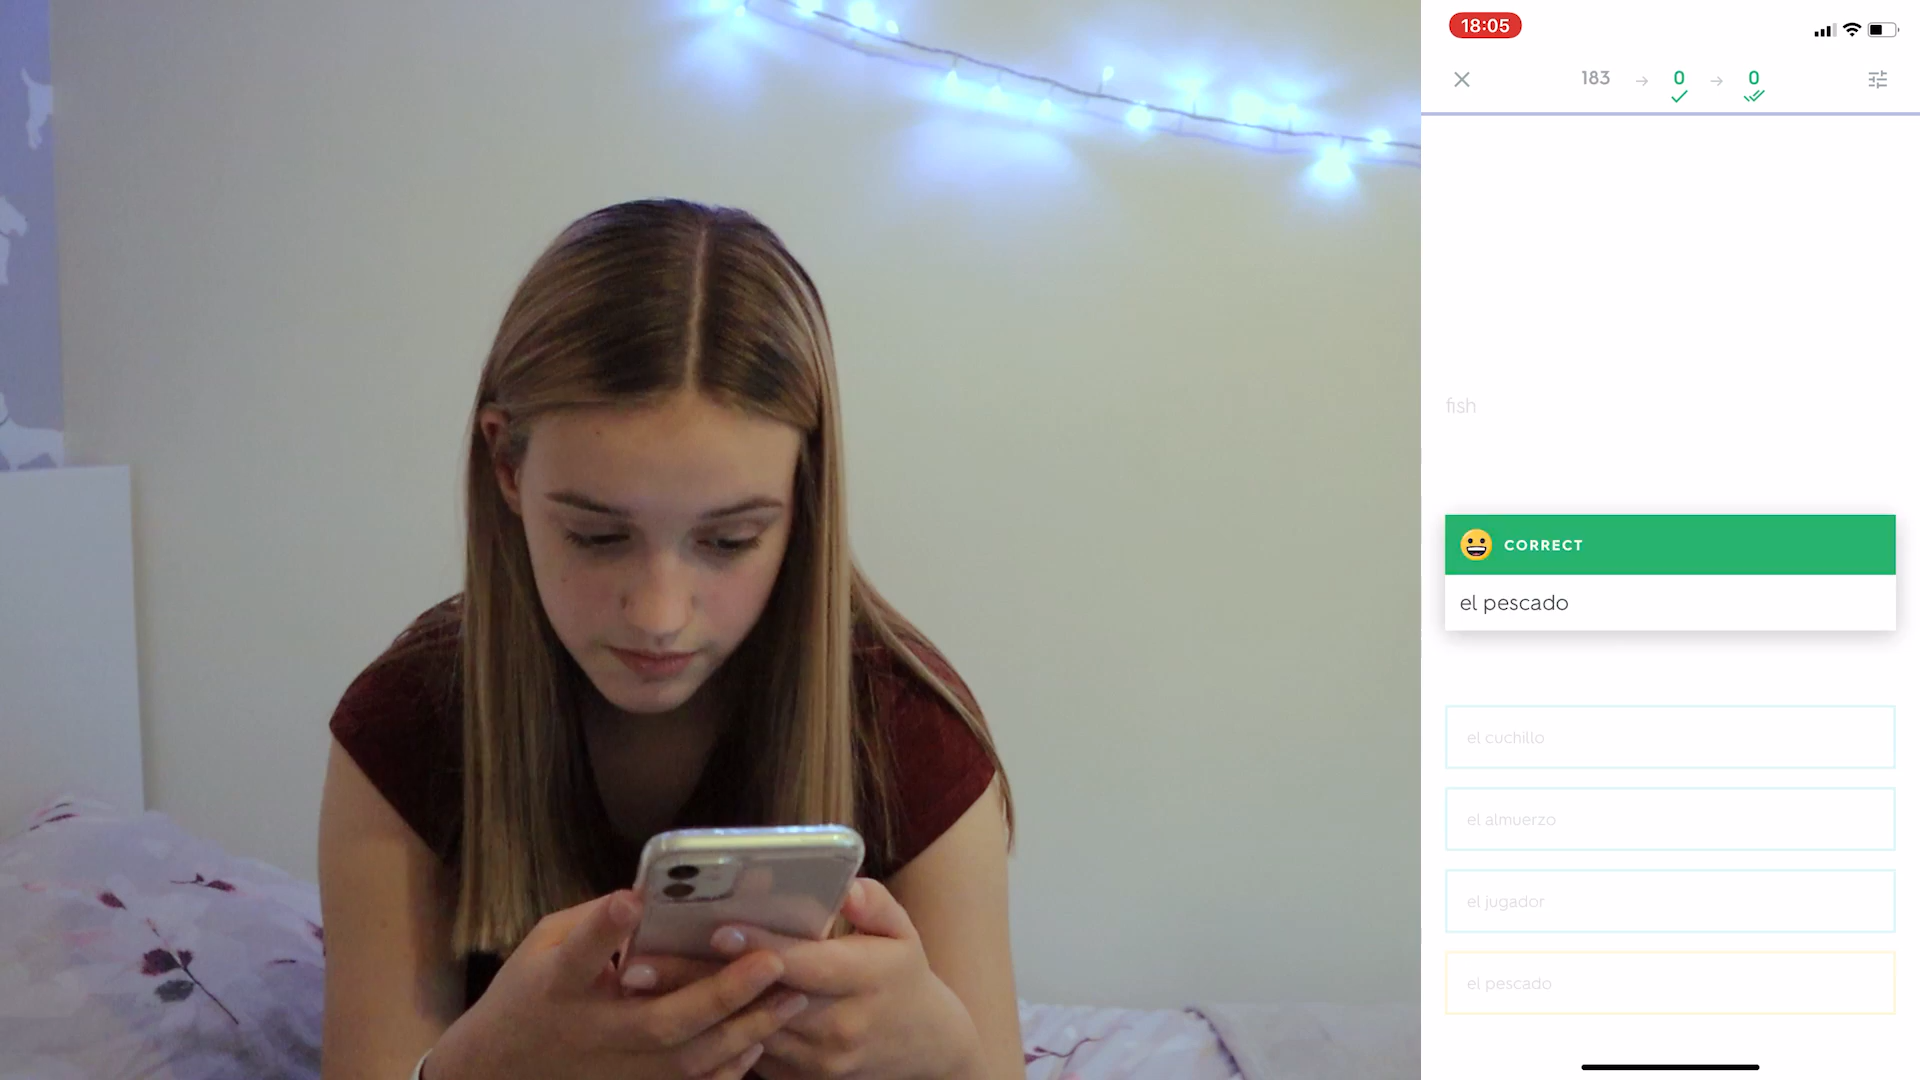 18:05
183 → 0 → 0
fish
CORRECT
el pescado
el cuchillo
el almuerzo
el jugador
el pescado